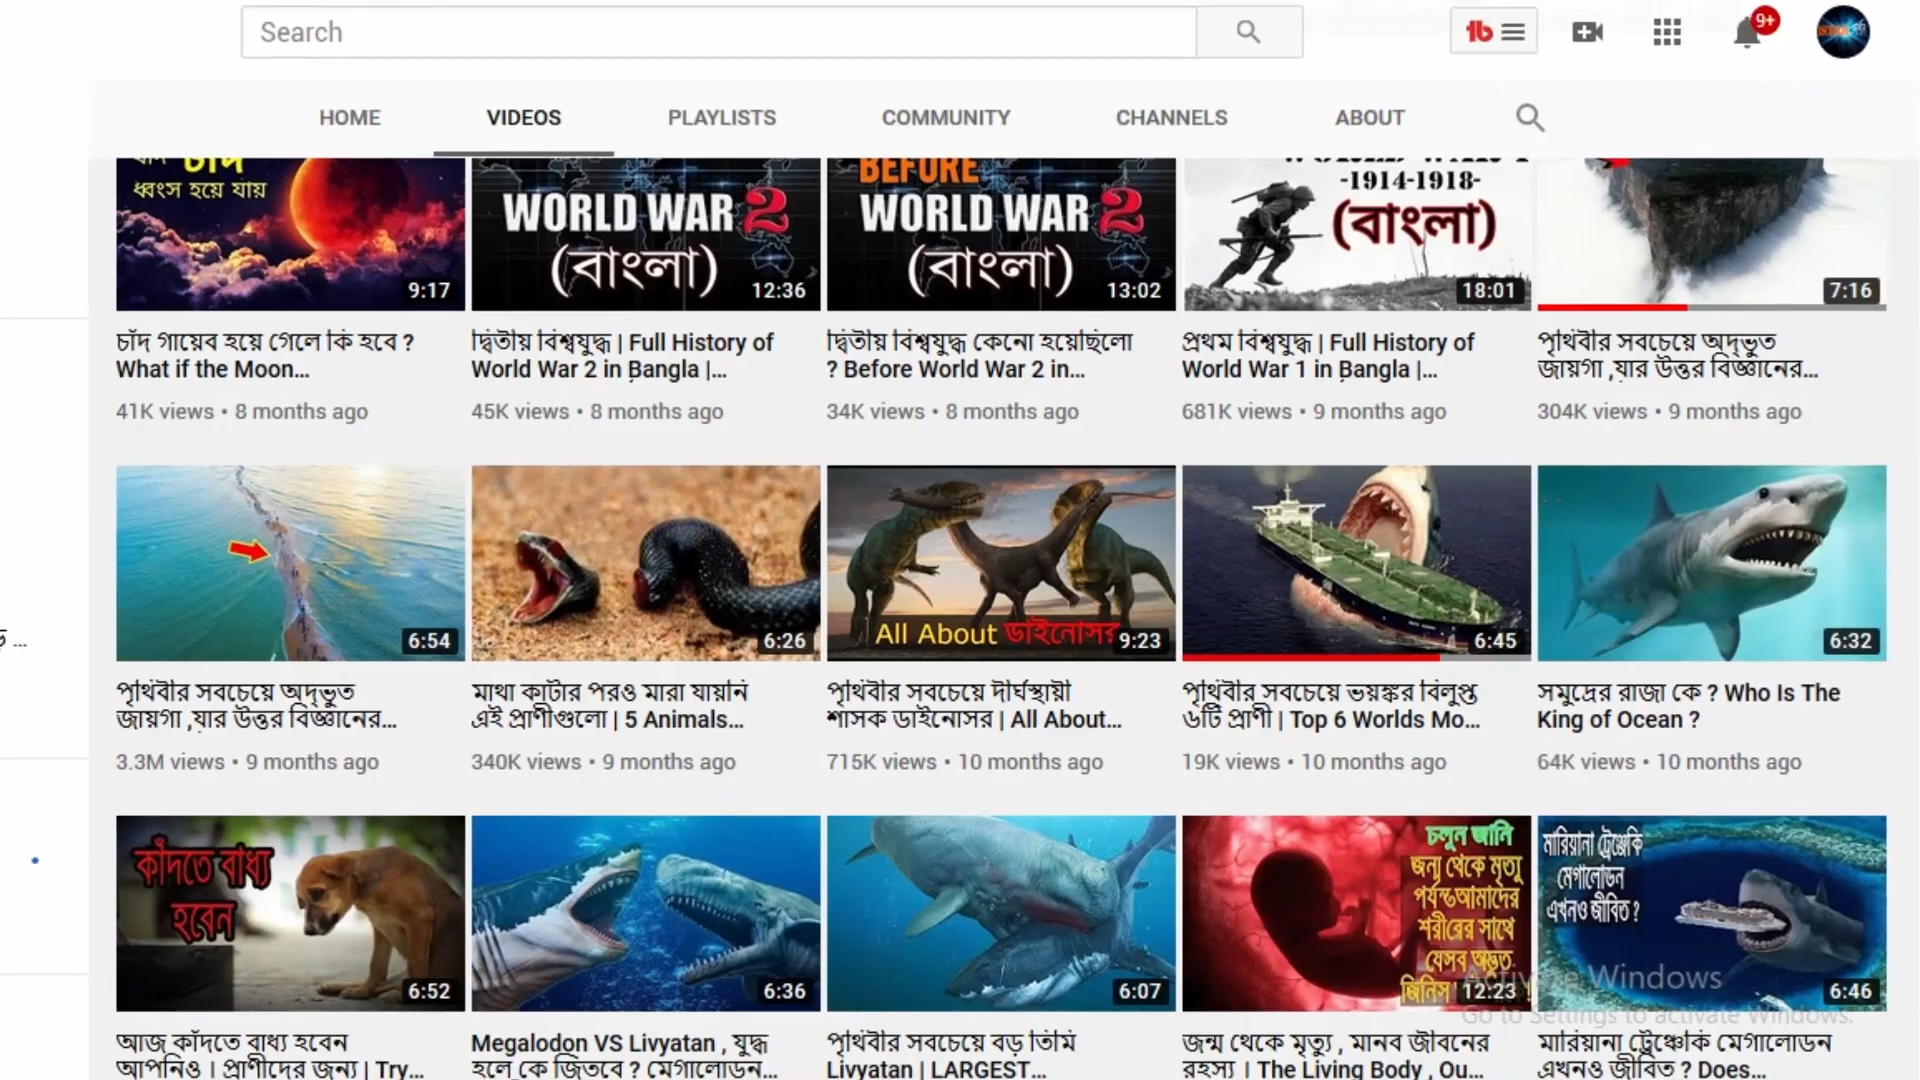 Search
9+
HOME VIDEOS PLAYLISTS COMMUNITY CHANNELS ABOUT
চাঁদ
ধ্বংস হয়ে যায়
9:17
WORLD WAR 2
(বাংলা)
12:36
BEFORE
WORLD WAR 2
(বাংলা)
13:02
-1914-1918-
(বাংলা)
18:01
7:16
চাঁদ গায়েব হয়ে গেলে কি হবে ?
What if the Moon...
41K views • 8 months ago
দ্বিতীয় বিশ্বযুদ্ধ | Full History of
World War 2 in Bangla |...
45K views • 8 months ago
দ্বিতীয় বিশ্বযুদ্ধ কেনো হয়েছিলো
? Before World War 2 in...
34K views • 8 months ago
প্রথম বিশ্বযুদ্ধ | Full History of
World War 1 in Bangla |...
681K views • 9 months ago
পৃথিবীর সবচেয়ে অদ্ভুত
জায়গা ,যার উত্তর বিজ্ঞানের...
304K views • 9 months ago
6:54
6:26
All About ডাইনোসর
9:23
6:45
6:32
পৃথিবীর সবচেয়ে অদ্ভুত
জায়গা ,যার উত্তর বিজ্ঞানের...
3.3M views • 9 months ago
মাথা কাটার পরও মারা যায়নি
এই প্রাণীগুলো | 5 Animals...
340K views • 9 months ago
পৃথিবীর সবচেয়ে দীর্ঘস্থায়ী
শাসক ডাইনোসর | All About...
715K views • 10 months ago
পৃথিবীর সবচেয়ে ভয়ঙ্কর বিলুপ্ত
৬টি প্রাণী | Top 6 Worlds Mo...
19K views • 10 months ago
সমুদ্রের রাজা কে ? Who Is The
King of Ocean ?
64K views • 10 months ago
কাঁদতে বাধ্য
হবেন
6:52
6:36
6:07
চলুন জানি
জন্ম থেকে মৃত্যু
পর্যন্ত আমাদের
শরীরের সাথে
যেসব অদ্ভুত
জিনিস
12:23
মারিয়ানা ট্রেঞ্চে কি
মেগালোডন
এখনও জীবিত ?
6:46
Activate Windows
Go to Settings to activate Windows.
আজ কাঁদতে বাধ্য হবেন
আপনিও । প্রাণীদের জন্য | Try...
Megalodon VS Livyatan , যুদ্ধ
হলে কে জিতবে ? মেগালোডন...
পৃথিবীর সবচেয়ে বড় তিমি
Livyatan | LARGEST...
জন্ম থেকে মৃত্যু , মানব জীবনের
রহস্য । The Living Body , Ou...
মারিয়ানা ট্রেঞ্চেকি মেগালোডন
এখনও জীবিত ? Does...